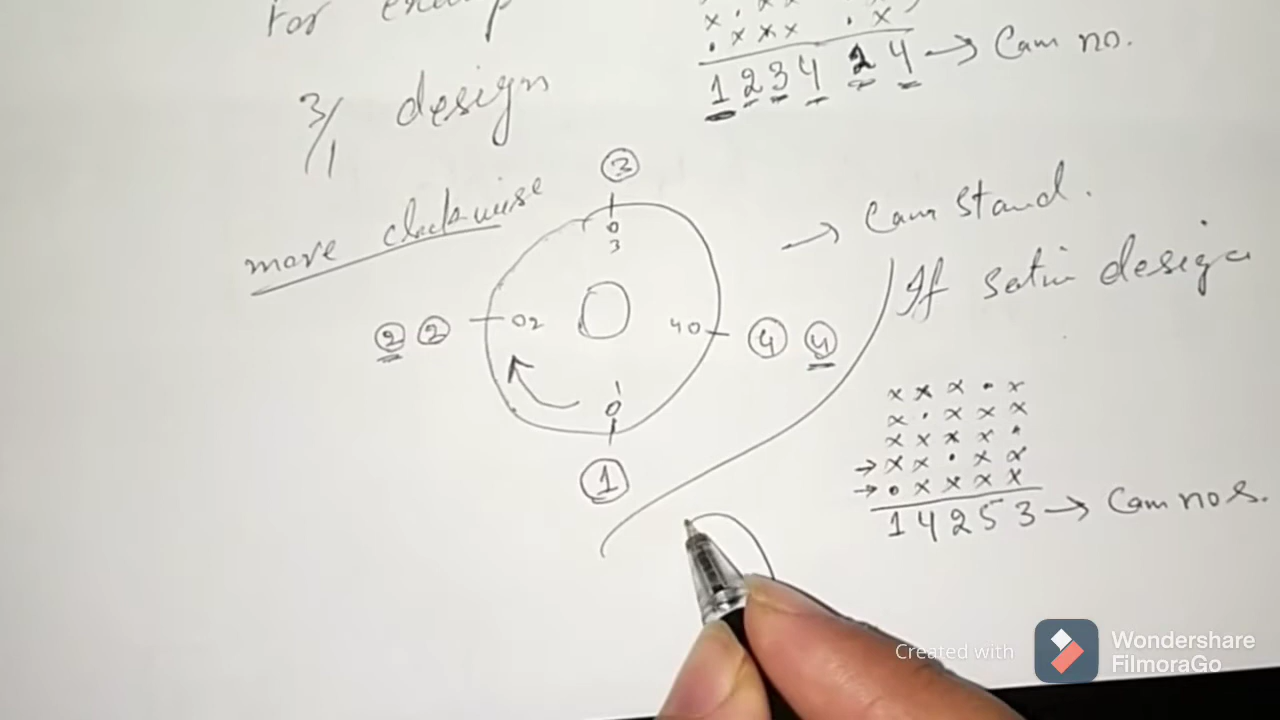 For examp
x . x x
x . x x . x
. x x x . x
1 2 3 4 2 4 → Cam no.
3/1 design
move clockwise
3
0
3
2 2 02 40 4 4
1
0
1
→ Cam stand.
If satin design
x x x . x
x . x x x
x x x x .
→ x x . x x
→ . x x x x
1 4 2 5 3 → Cam nos.
Created with
Wondershare
FilmoraGo